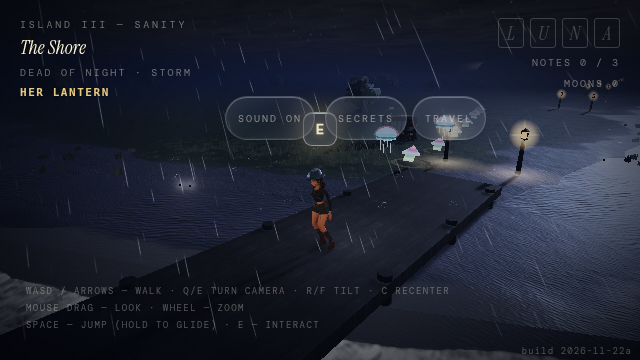 ISLAND III — SANITY
The Shore
DEAD OF NIGHT · STORM
HER LANTERN
L U N A
NOTES 0 / 3
MOONS 0
SOUND ON
E
SECRETS
TRAVEL
WASD / ARROWS — WALK · Q/E TURN CAMERA · R/F TILT · C RECENTER
MOUSE DRAG — LOOK · WHEEL — ZOOM
SPACE — JUMP (HOLD TO GLIDE) · E — INTERACT
build 2026-11-22a